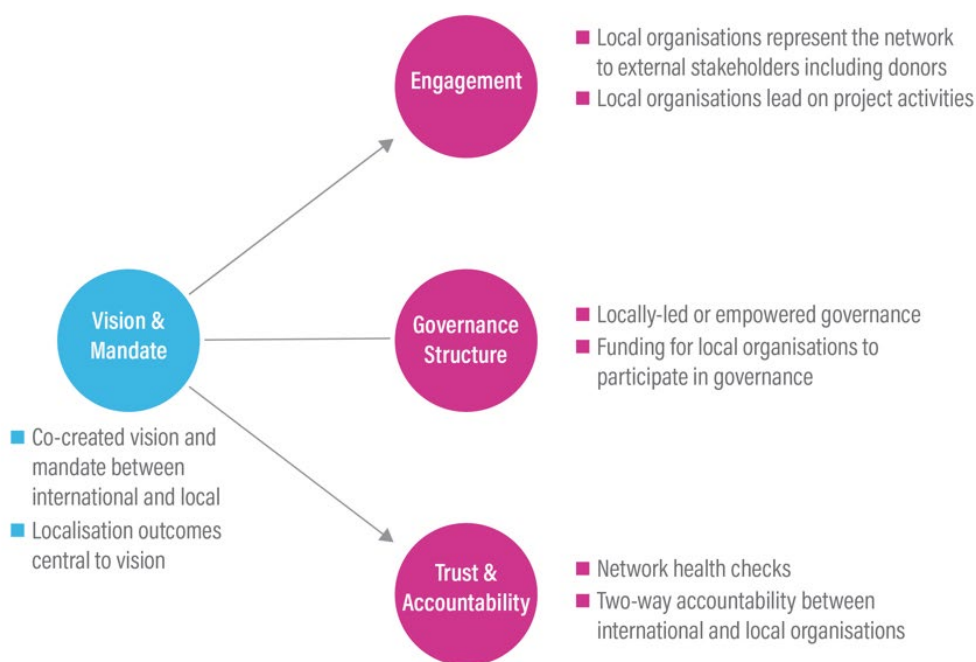 Engagement
Local organisations represent the network
to external stakeholders including donors
Local organisations lead on project activities
Vision &
Mandate
Co-created vision and
mandate between
international and local
Localisation outcomes
central to vision
Governance
Structure
Locally-led or empowered governance
Funding for local organisations to
participate in governance
Trust &
Accountability
Network health checks
Two-way accountability between
international and local organisations